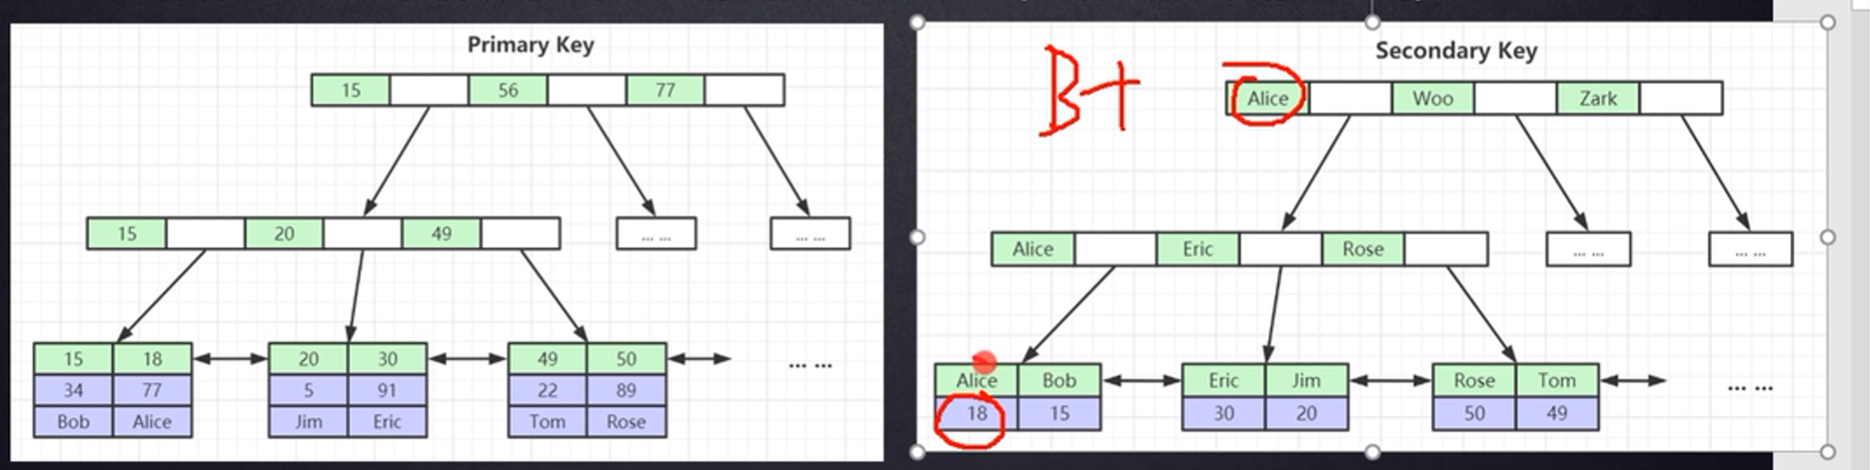 Primary Key
15 56 77
15 20 49
... ... ... ...
15 18 20 30 49 50
34 77 5 91 22 89
Bob Alice Jim Eric Tom Rose
... ...
B+
Secondary Key
Alice Woo Zark
Alice Eric Rose
... ... ... ...
Alice Bob Eric Jim Rose Tom
18 15 30 20 50 49
... ...